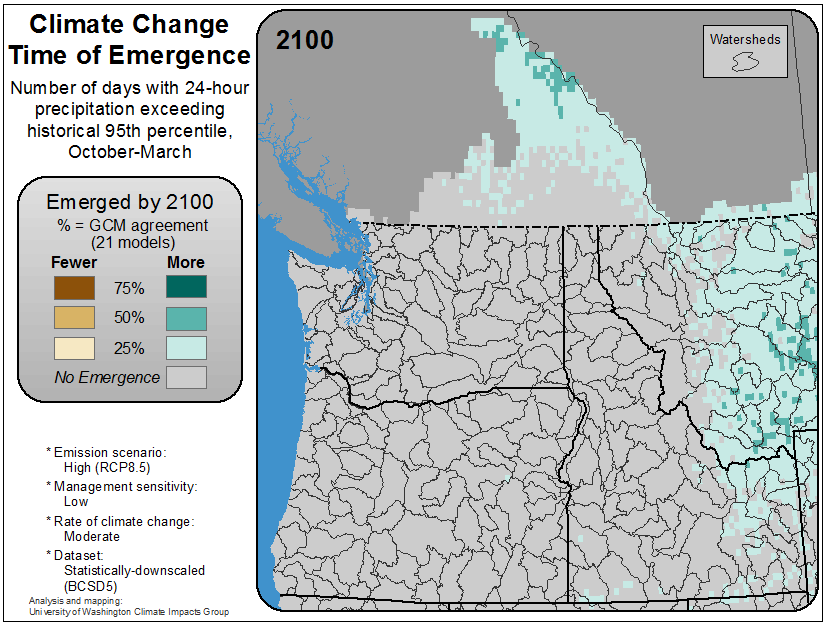 Climate Change
Time of Emergence
Number of days with 24-hour
precipitation exceeding
historical 95th percentile,
October-March
Emerged by 2100
% = GCM agreement
(21 models)
Fewer More
75%
50%
25%
No Emergence
* Emission scenario:
High (RCP8.5)
* Management sensitivity:
Low
* Rate of climate change:
Moderate
* Dataset:
Statistically-downscaled
(BCSD5)
Analysis and mapping:
University of Washington Climate Impacts Group
2100
Watersheds